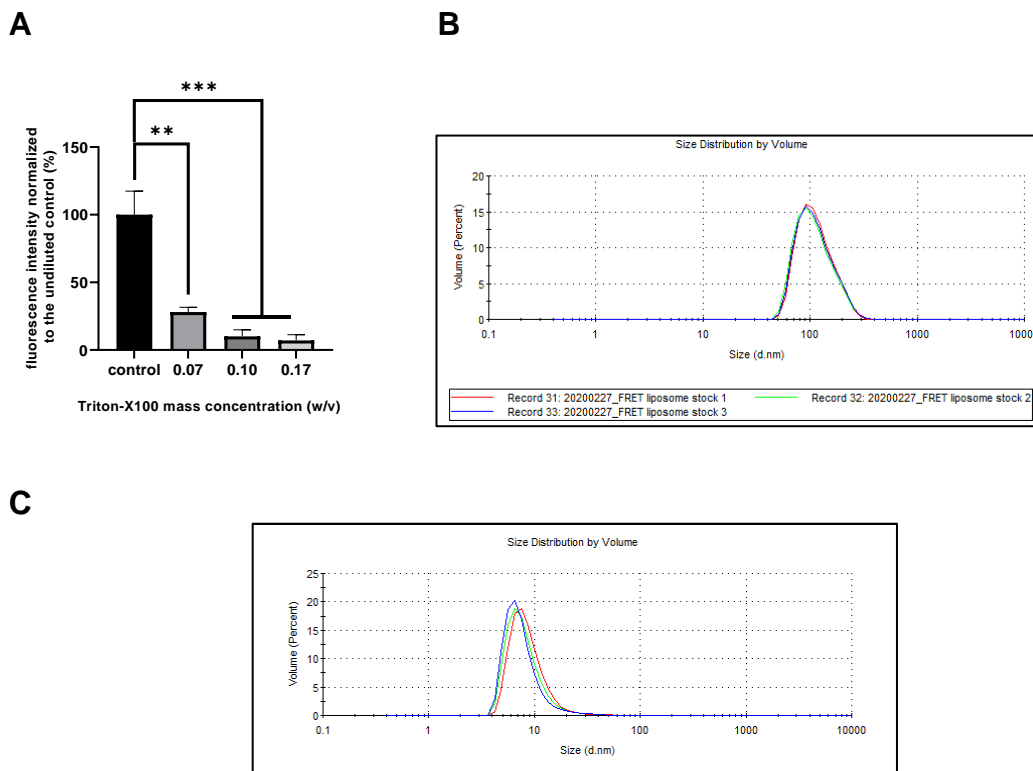 A
***
**
fluorescence intensity normalized
to the undiluted control (%)
150
100
50
0
control 0.07 0.10 0.17
Triton-X100 mass concentration (w/v)
B
Size Distribution by Volume
Volume (Percent)
20
15
10
5
0
0.1 1 10 100 1000 1000
Size (d.nm)
Record 31: 20200227_FRET liposome stock 1
Record 32: 20200227_FRET liposome stock 2
Record 33: 20200227_FRET liposome stock 3
C
Size Distribution by Volume
Volume (Percent)
25
20
15
10
5
0
0.1 1 10 100 1000 10000
Size (d.nm)